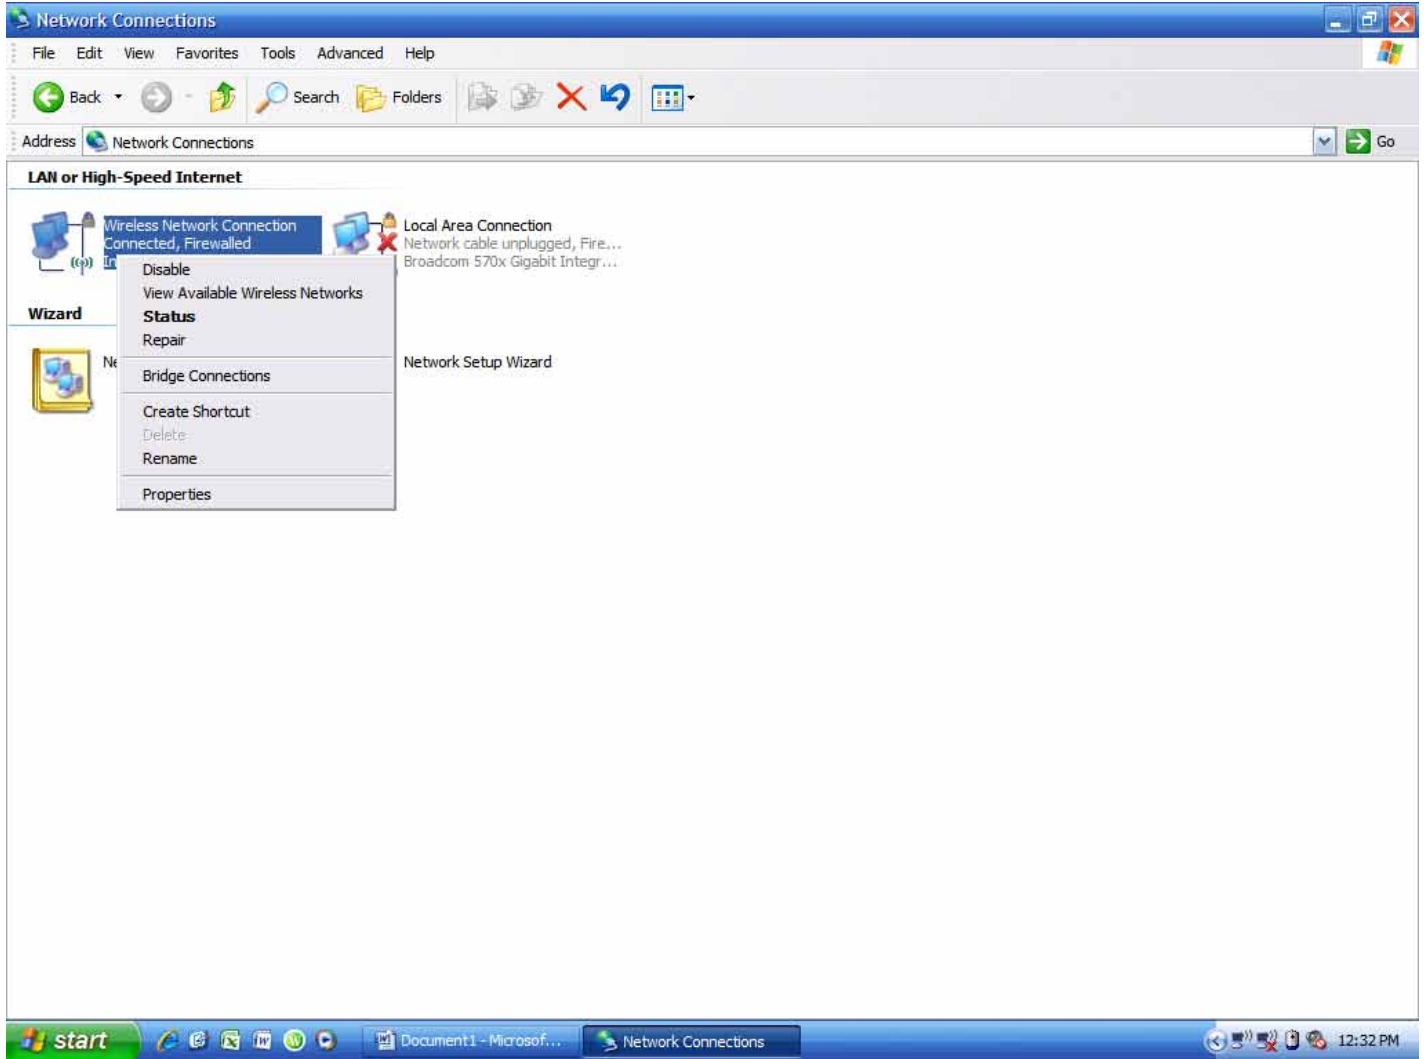 Network Connections
File Edit View Favorites Tools Advanced Help
Back Search Folders
Address Network Connections Go
LAN or High-Speed Internet
Wireless Network Connection
Connected, Firewalled
Local Area Connection
Network cable unplugged, Fire...
Broadcom 570x Gigabit Integr...
Disable
View Available Wireless Networks
Status
Repair
Bridge Connections
Create Shortcut
Delete
Rename
Properties
Wizard
Network Setup Wizard
start Document1 - Microsof... Network Connections 12:32 PM